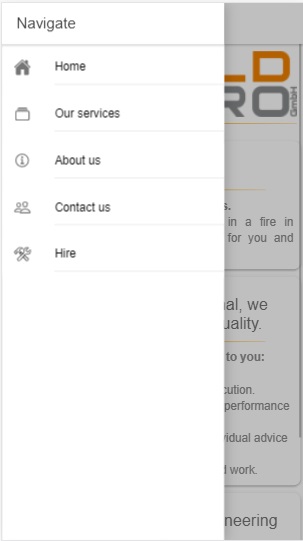 Navigate
Home
LD
RO GmbH
Our services
About us
s.
in a fire in
Contact us
for you and
Hire
al, we
uality.
to you:
cution.
performance
vidual advice
d work.
neering